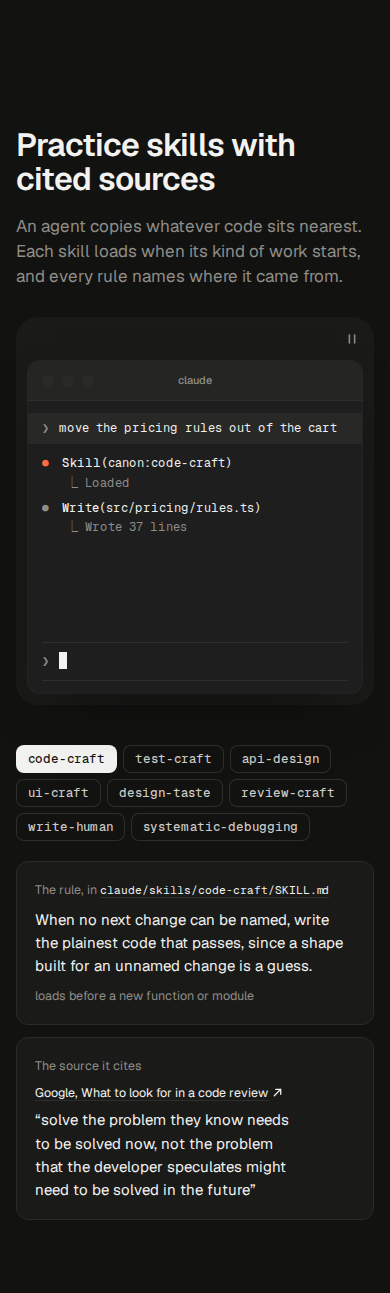 Practice skills with
cited sources
An agent copies whatever code sits nearest.
Each skill loads when its kind of work starts,
and every rule names where it came from.
claude
❯ move the pricing rules out of the cart
● Skill(canon:code-craft)
⎿ Loaded
● Write(src/pricing/rules.ts)
⎿ Wrote 37 lines
❯
code-craft test-craft api-design
ui-craft design-taste review-craft
write-human systematic-debugging
The rule, in claude/skills/code-craft/SKILL.md
When no next change can be named, write
the plainest code that passes, since a shape
built for an unnamed change is a guess.
loads before a new function or module
The source it cites
Google, What to look for in a code review ↗
“solve the problem they know needs
to be solved now, not the problem
that the developer speculates might
need to be solved in the future”